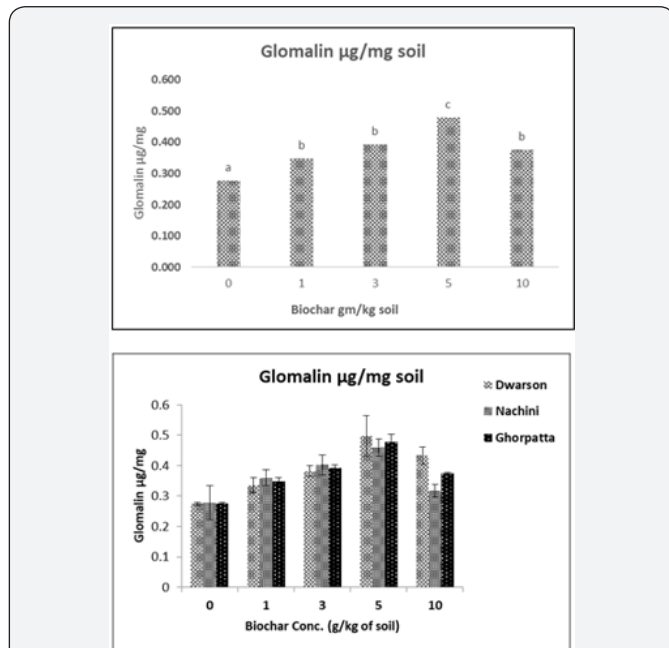 Glomalin µg/mg soil
Glomalin µg/mg
0.600
0.500
0.400
0.300
0.200
0.100
0.000
a
b
b
c
b
0 1 3 5 10
Biochar gm/kg soil
Glomalin µg/mg soil
Glomalin µg/mg
0.6
0.5
0.4
0.3
0.2
0.1
0
Dwarson
Nachini
Ghorpatta
0 1 3 5 10
Biochar Conc. (g/kg of soil)